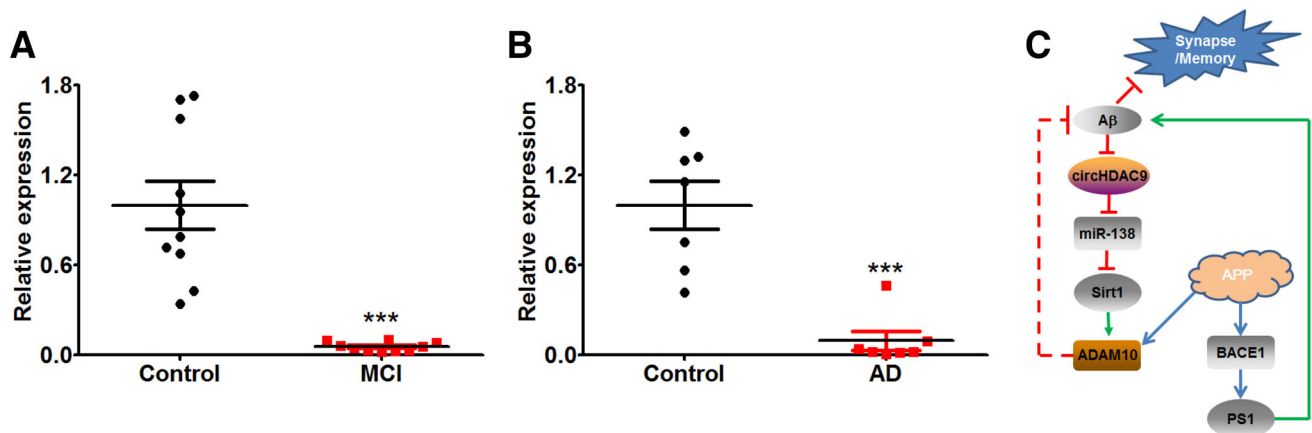 A
Relative expression
1.8
1.2
0.6
0.0
***
Control
MCI
B
Relative expression
1.8
1.2
0.6
0.0
***
Control
AD
C
Synapse
/Memory
Aβ
circHDAC9
miR-138
APP
Sirt1
ADAM10
BACE1
PS1